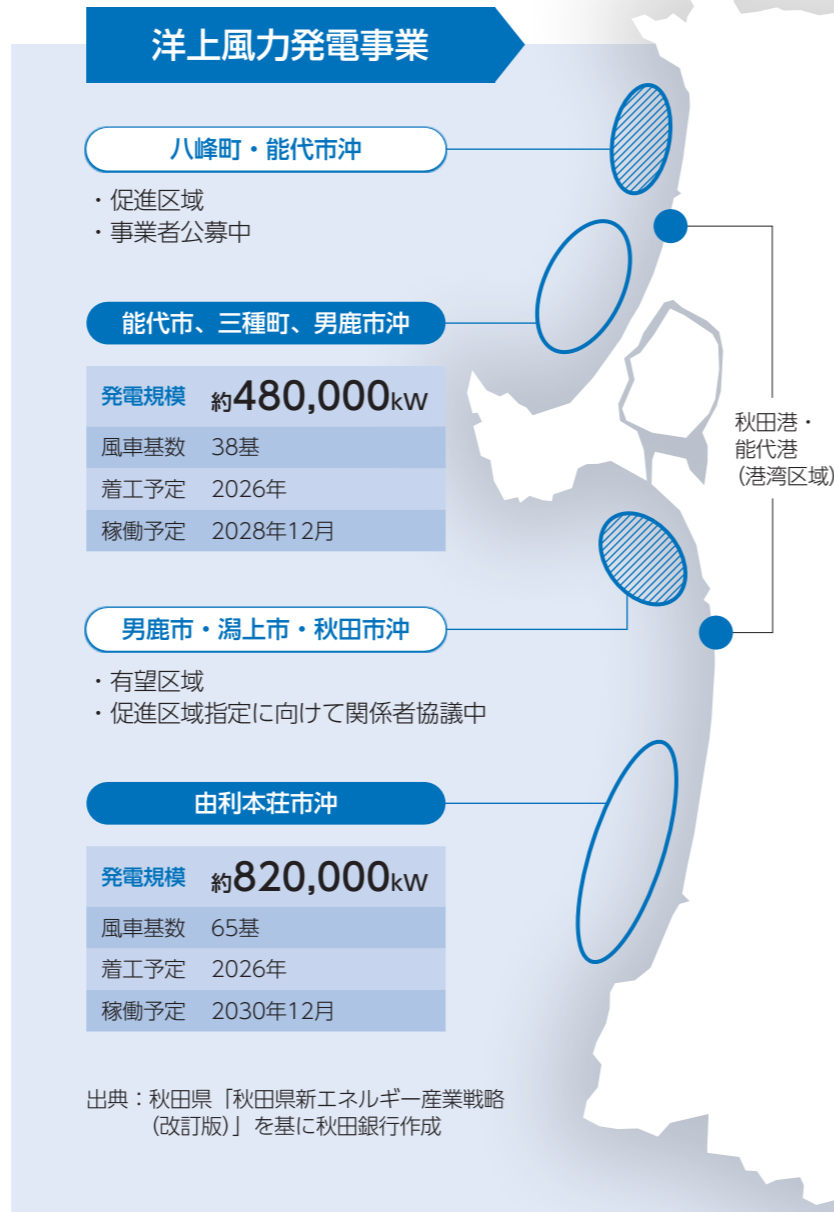 洋上風力発電事業
八峰町・能代市沖
・促進区域
・事業者公募中
能代市、三種町、男鹿市沖
発電規模 約480,000kW
風車基数 38基
着工予定 2026年
稼働予定 2028年12月
秋田港・
能代港
(港湾区域)
男鹿市・潟上市・秋田市沖
・有望区域
・促進区域指定に向けて関係者協議中
由利本荘市沖
発電規模 約820,000kW
風車基数 65基
着工予定 2026年
稼働予定 2030年12月
出典：秋田県「秋田県新エネルギー産業戦略
(改訂版)」を基に秋田銀行作成